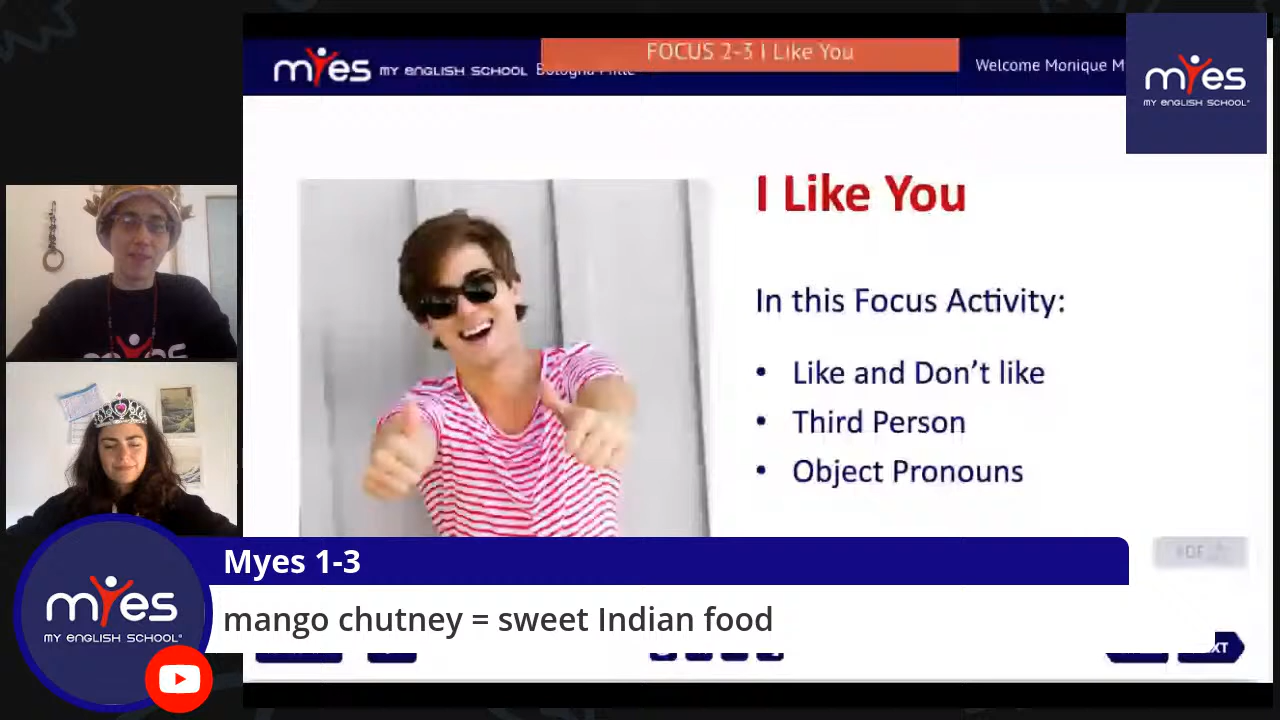 myes MY ENGLISH SCHOOL
FOCUS 2-3 I Like You
Welcome Monique M
myes
MY ENGLISH SCHOOL
I Like You
In this Focus Activity:
• Like and Don't like
• Third Person
• Object Pronouns
myes
Myes 1-3
mango chutney = sweet Indian food
myes
MY ENGLISH SCHOOL